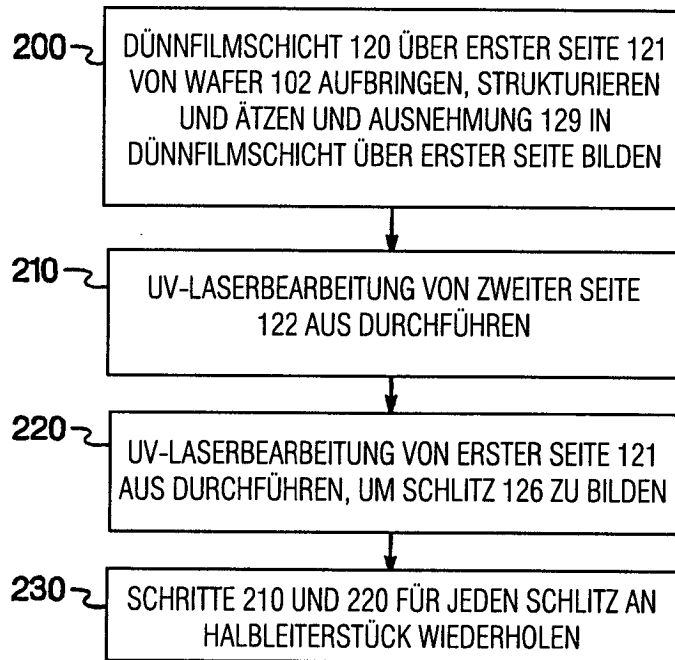 200
DÜNNFILMSCHICHT 120 ÜBER ERSTER SEITE 121
VON WAFER 102 AUFBRINGEN, STRUKTURIEREN
UND ÄTZEN UND AUSNEHMUNG 129 IN
DÜNNFILMSCHICHT ÜBER ERSTER SEITE BILDEN
210
UV-LASERBEARBEITUNG VON ZWEITER SEITE
122 AUS DURCHFÜHREN
220
UV-LASERBEARBEITUNG VON ERSTER SEITE 121
AUS DURCHFÜHREN, UM SCHLITZ 126 ZU BILDEN
230
SCHRITTE 210 UND 220 FÜR JEDEN SCHLITZ AN
HALBLEITERSTÜCK WIEDERHOLEN